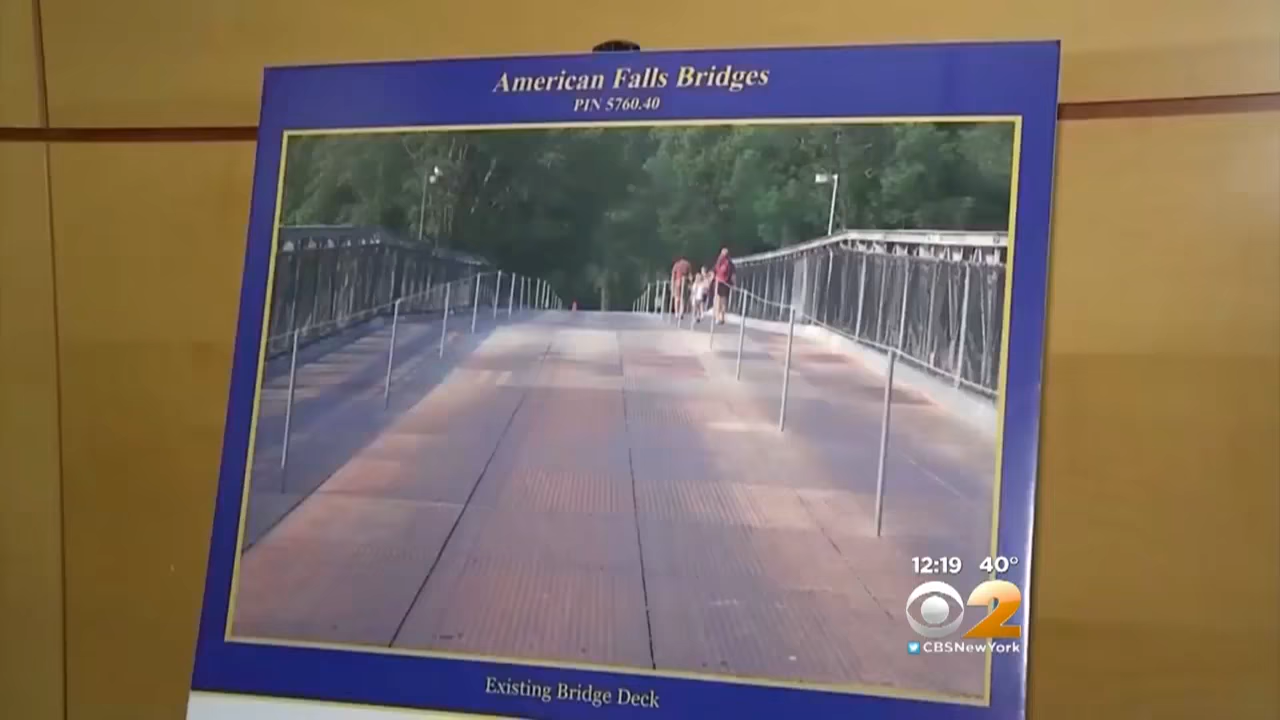 American Falls Bridges
PIN 5760.40
12:19 40°
2
CBSNewYork
Existing Bridge Deck